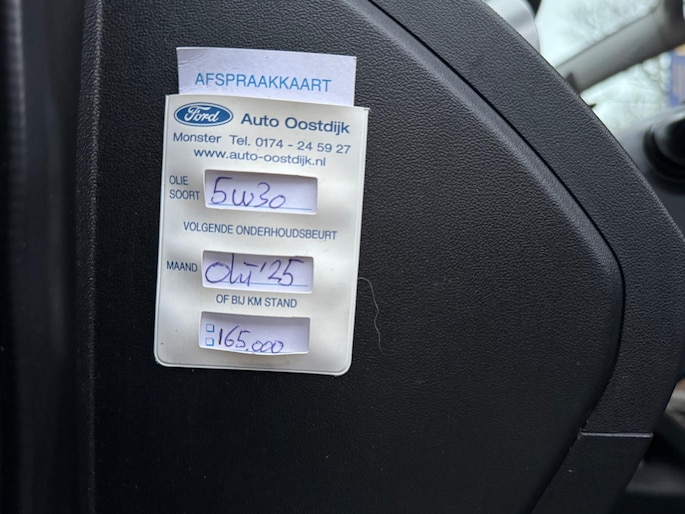 AFSPRAAKKAART
Ford Auto Oostdijk
Monster Tel. 0174 - 24 59 27
www.auto-oostdijk.nl
OLIE
SOORT 5W30
VOLGENDE ONDERHOUDSBEURT
MAAND '25
OF BIJ KM STAND
165.000